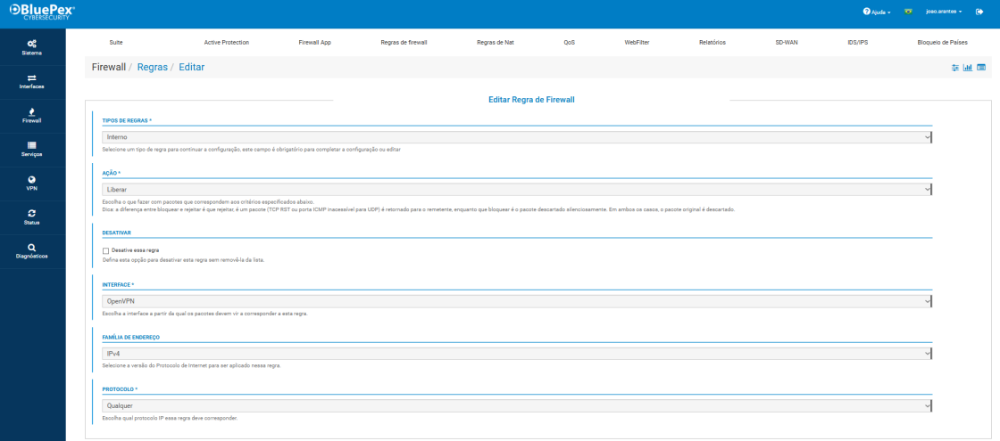 BluePex®
CYBERSECURITY
Ajuda
joao.arantes
Sistema
Interfaces
Firewall
Serviços
VPN
Status
Diagnósticos
Suite Active Protection Firewall App Regras de firewall Regras de Nat QoS WebFilter Relatórios SD-WAN IDS/IPS Bloqueio de Países
Firewall / Regras / Editar
Editar Regra de Firewall
TIPOS DE REGRAS *
Interno
Selecione um tipo de regra para continuar a configuração, este campo é obrigatório para completar a configuração ou editar
AÇÃO *
Liberar
Escolha o que fazer com pacotes que correspondem aos critérios especificados abaixo.
Dica: a diferença entre bloquear e rejeitar é que rejeitar, é um pacote (TCP RST ou porta ICMP inacessível para UDP) é retornado para o remetente, enquanto que bloquear é o pacote descartado silenciosamente. Em ambos os casos, o pacote original é descartado.
DESATIVAR
Desative essa regra
Defina esta opção para desativar esta regra sem removê-la da lista.
INTERFACE *
OpenVPN
Escolha a interface a partir da qual os pacotes devem vir a corresponder a esta regra.
FAMÍLIA DE ENDEREÇO
IPv4
Selecione a versão do Protocolo de Internet para ser aplicado nessa regra.
PROTOCOLO *
Qualquer
Escolha qual protocolo IP essa regra deve corresponder.